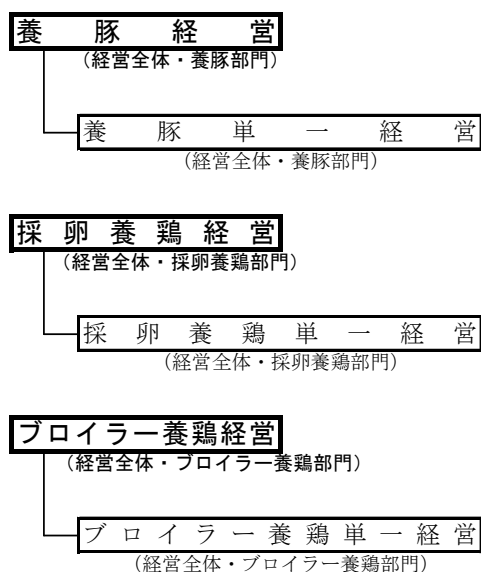 養豚経営
(経営全体・養豚部門)
養豚単一経営
(経営全体・養豚部門)
採卵養鶏経営
(経営全体・採卵養鶏部門)
採卵養鶏単一経営
(経営全体・採卵養鶏部門)
ブロイラー養鶏経営
(経営全体・ブロイラー養鶏部門)
ブロイラー養鶏単一経営
(経営全体・ブロイラー養鶏部門)